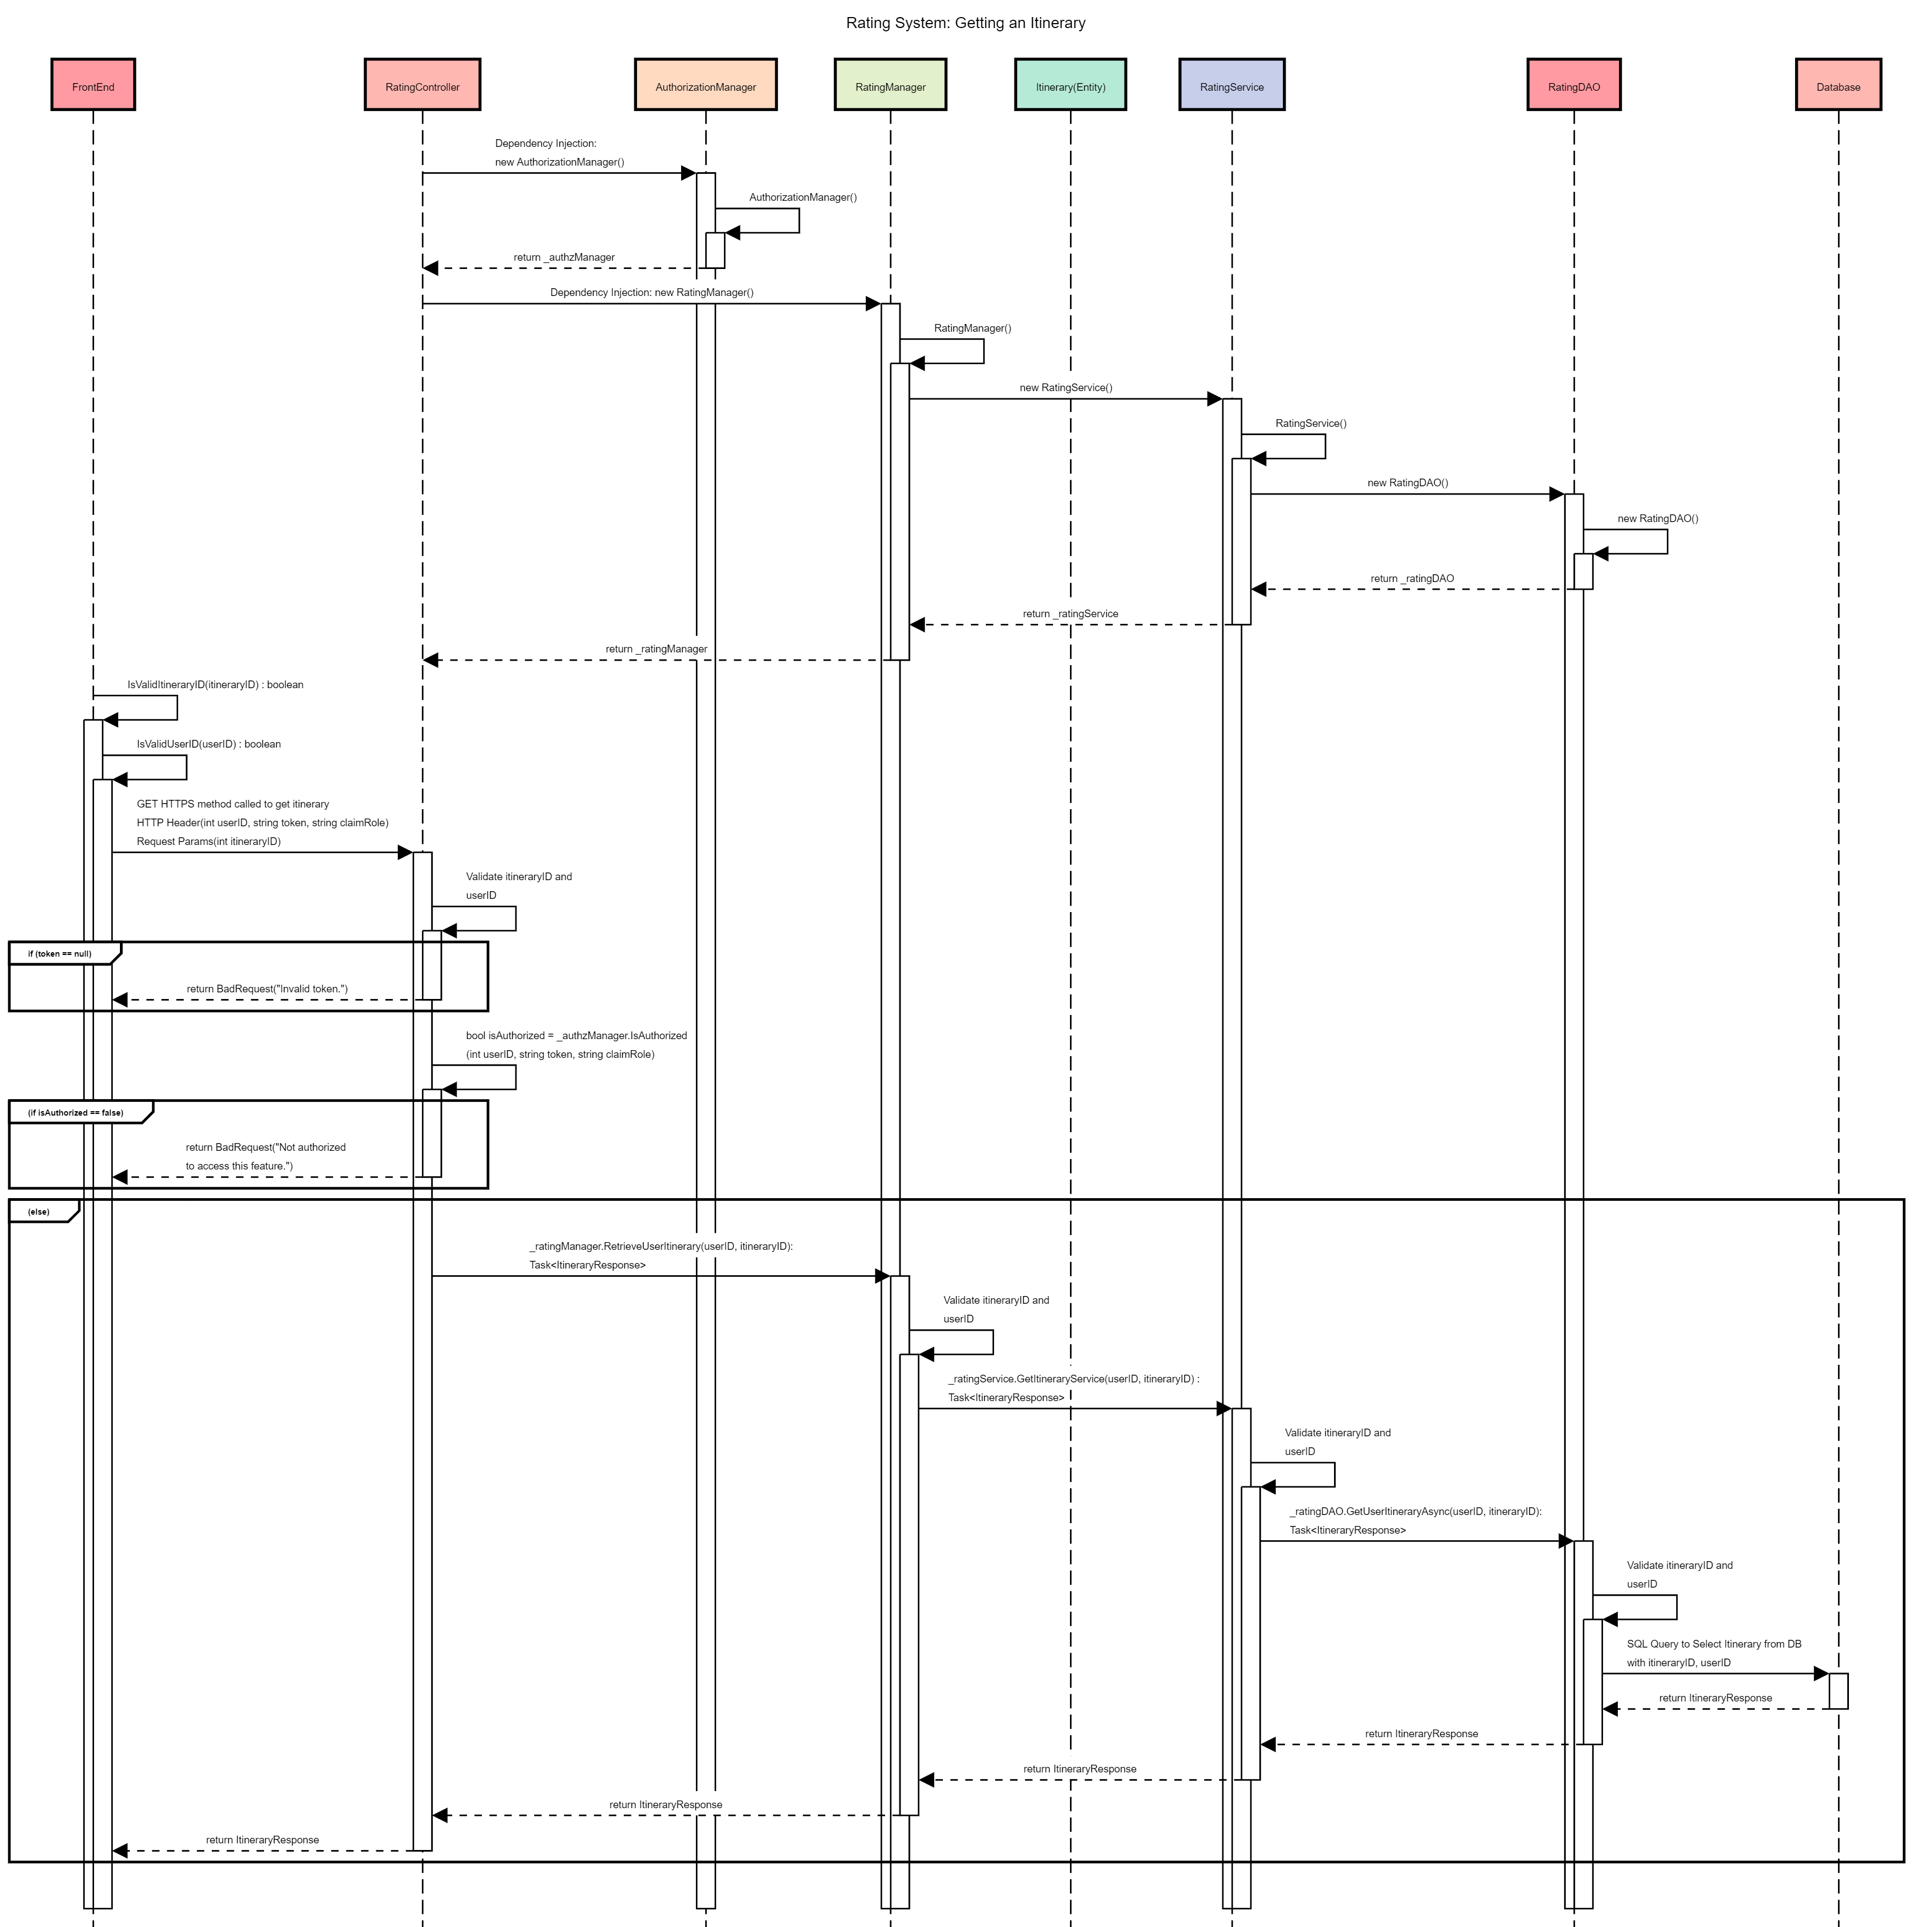 Rating System: Getting an Itinerary
FrontEnd
RatingController
AuthorizationManager
RatingManager
Itinerary(Entity)
RatingService
RatingDAO
Database
Dependency Injection:
new AuthorizationManager()
AuthorizationManager()
return _authzManager
Dependency Injection: new RatingManager()
RatingManager()
new RatingService()
RatingService()
new RatingDAO()
new RatingDAO()
return _ratingDAO
return _ratingService
return _ratingManager
IsValidItineraryID(itineraryID) : boolean
IsValidUserID(userID) : boolean
GET HTTPS method called to get itinerary
HTTP Header(int userID, string token, string claimRole)
Request Params(int itineraryID)
Validate itineraryID and
userID
if (token == null)
return BadRequest("Invalid token.")
bool isAuthorized = _authzManager.IsAuthorized
(int userID, string token, string claimRole)
(if isAuthorized == false)
return BadRequest("Not authorized
to access this feature.")
(else)
_ratingManager.RetrieveUserItinerary(userID, itineraryID):
Task<ItineraryResponse>
Validate itineraryID and
userID
_ratingService.GetItineraryService(userID, itineraryID) :
Task<ItineraryResponse>
Validate itineraryID and
userID
_ratingDAO.GetUserItineraryAsync(userID, itineraryID):
Task<ItineraryResponse>
Validate itineraryID and
userID
SQL Query to Select Itinerary from DB
with itineraryID, userID
return ItineraryResponse
return ItineraryResponse
return ItineraryResponse
return ItineraryResponse
return ItineraryResponse